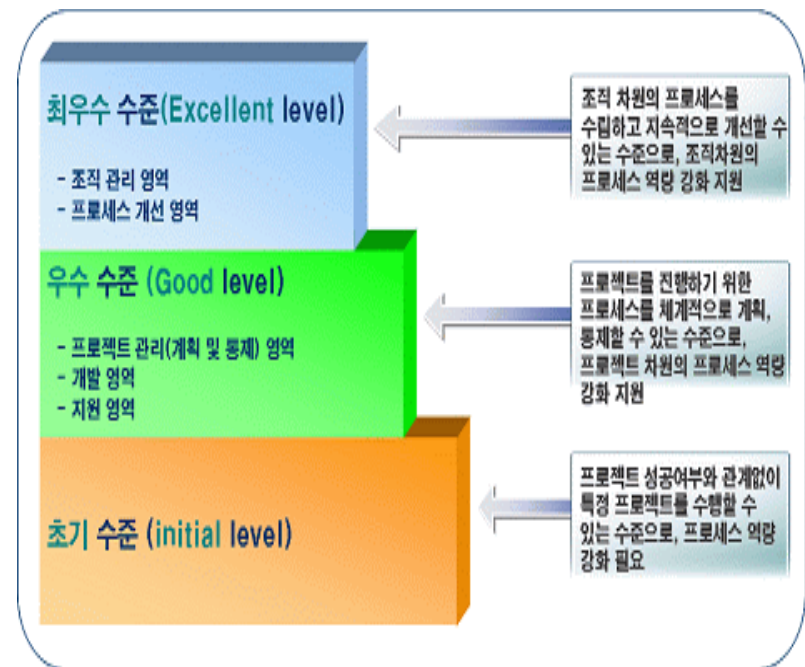 최우수 수준(Excellent level)
- 조직 관리 영역
- 프로세스 개선 영역
조직 차원의 프로세스를
수립하고 지속적으로 개선할 수
있는 수준으로, 조직차원의
프로세스 역량 강화 지원
우수 수준 (Good level)
- 프로젝트 관리(계획 및 통제) 영역
- 개발 영역
- 지원 영역
프로젝트를 진행하기 위한
프로세스를 체계적으로 계획,
통제할 수 있는 수준으로,
프로젝트 차원의 프로세스 역량
강화 지원
초기 수준 (initial level)
프로젝트 성공여부와 관계없이
특정 프로젝트를 수행할 수
있는 수준으로, 프로세스 역량
강화 필요